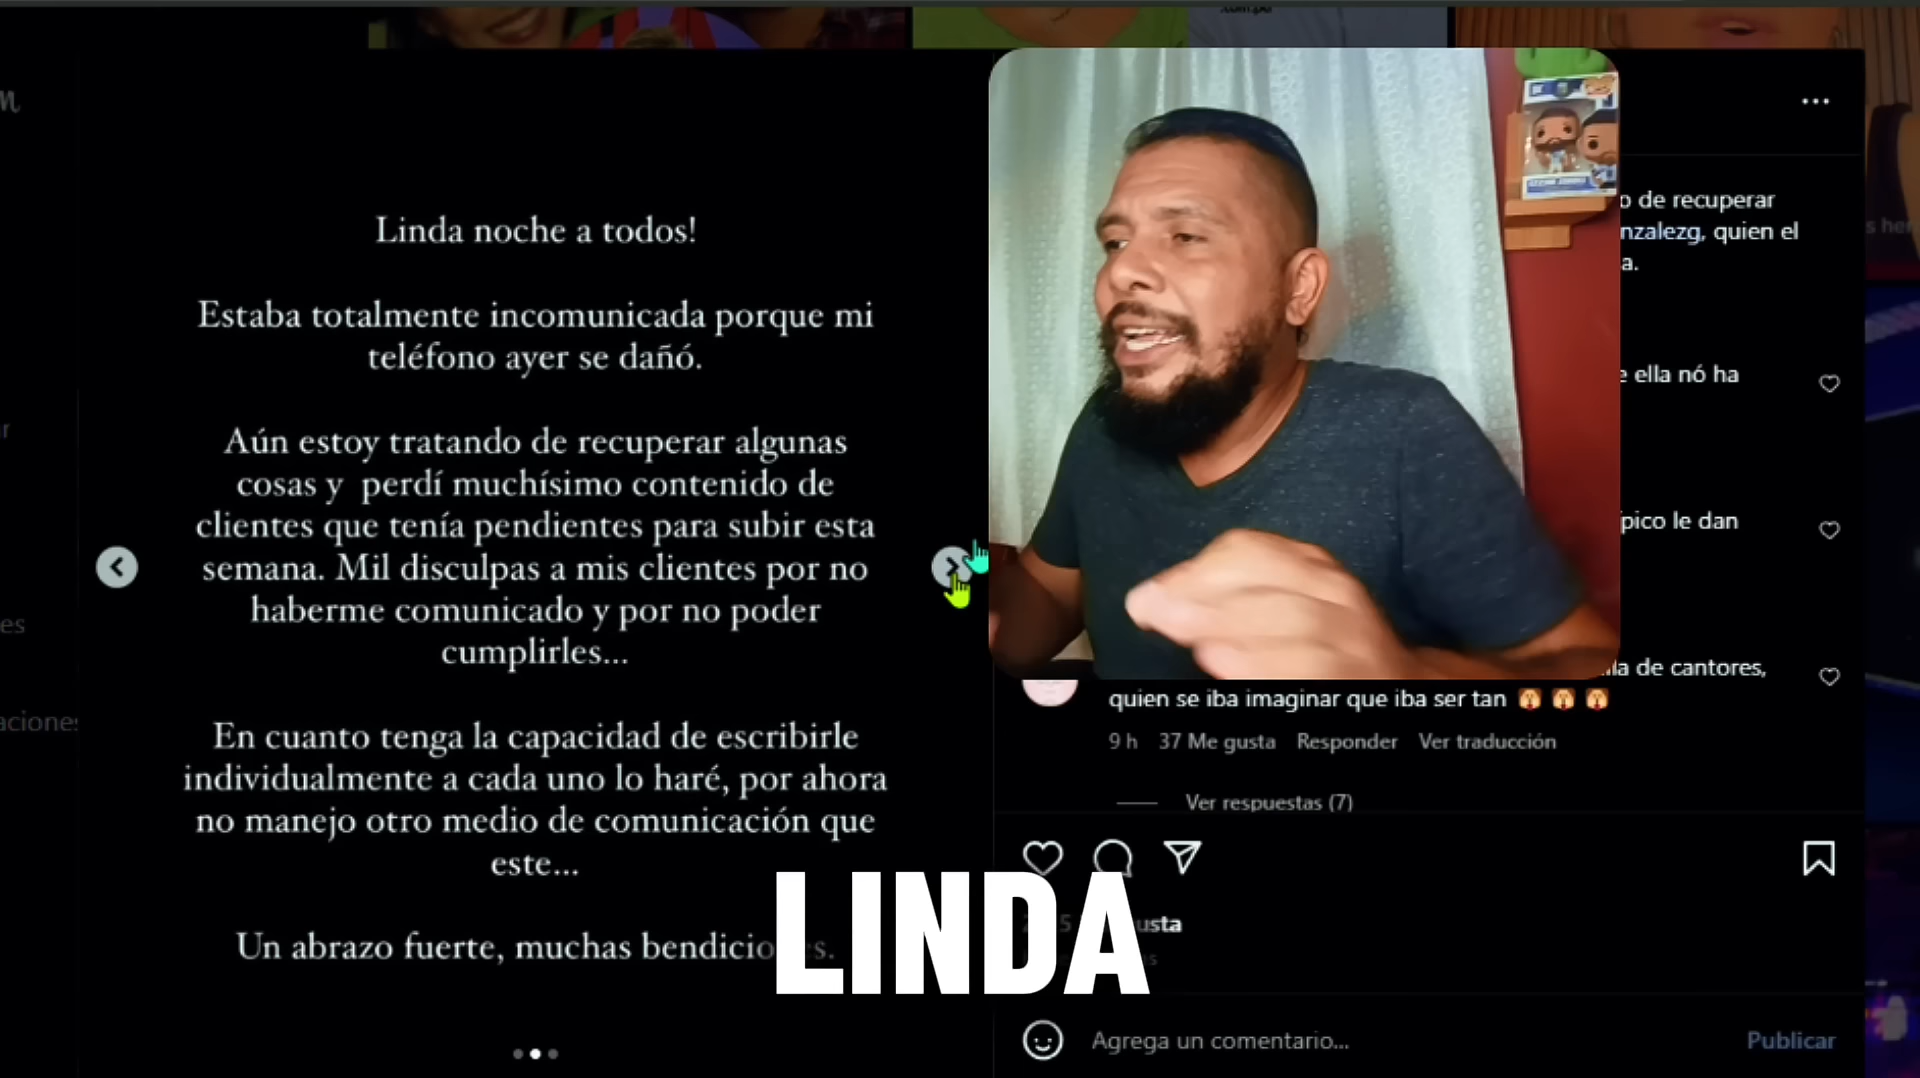 Linda noche a todos!
Estaba totalmente incomunicada porque mi
teléfono ayer se dañó.
Aún estoy tratando de recuperar algunas
cosas y perdí muchísimo contenido de
clientes que tenía pendientes para subir esta
semana. Mil disculpas a mis clientes por no
haberme comunicado y por no poder
cumplirles...
En cuanto tenga la capacidad de escribirle
individualmente a cada uno lo haré, por ahora
no manejo otro medio de comunicación que
este...
Un abrazo fuerte, muchas
LINDA
de recuperar
nzalezg, quien el
a.
ella nó ha
pico le dan
de cantores,
quien se iba imaginar que iba ser tan
9 h 37 Me gusta Responder Ver traducción
Ver respuestas (7)
usta
Agrega un comentario...
Publicar
es
aciones